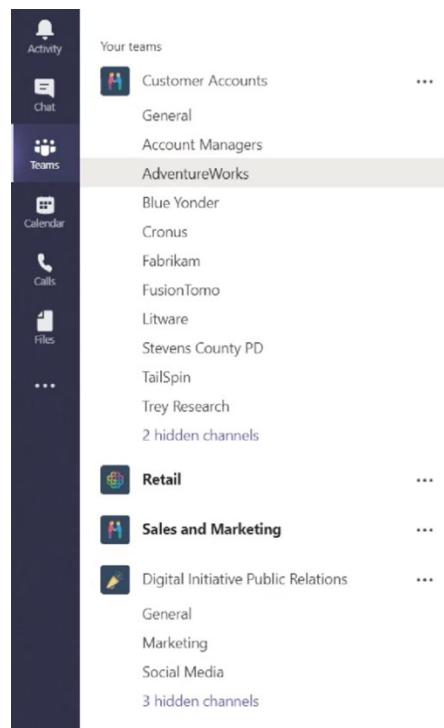 Activity
Chat
Teams
Calendar
Calls
Files
Your teams
Customer Accounts
General
Account Managers
AdventureWorks
Blue Yonder
Cronus
Fabrikam
FusionTomo
Litware
Stevens County PD
TailSpin
Trey Research
2 hidden channels
Retail
Sales and Marketing
Digital Initiative Public Relations
General
Marketing
Social Media
3 hidden channels